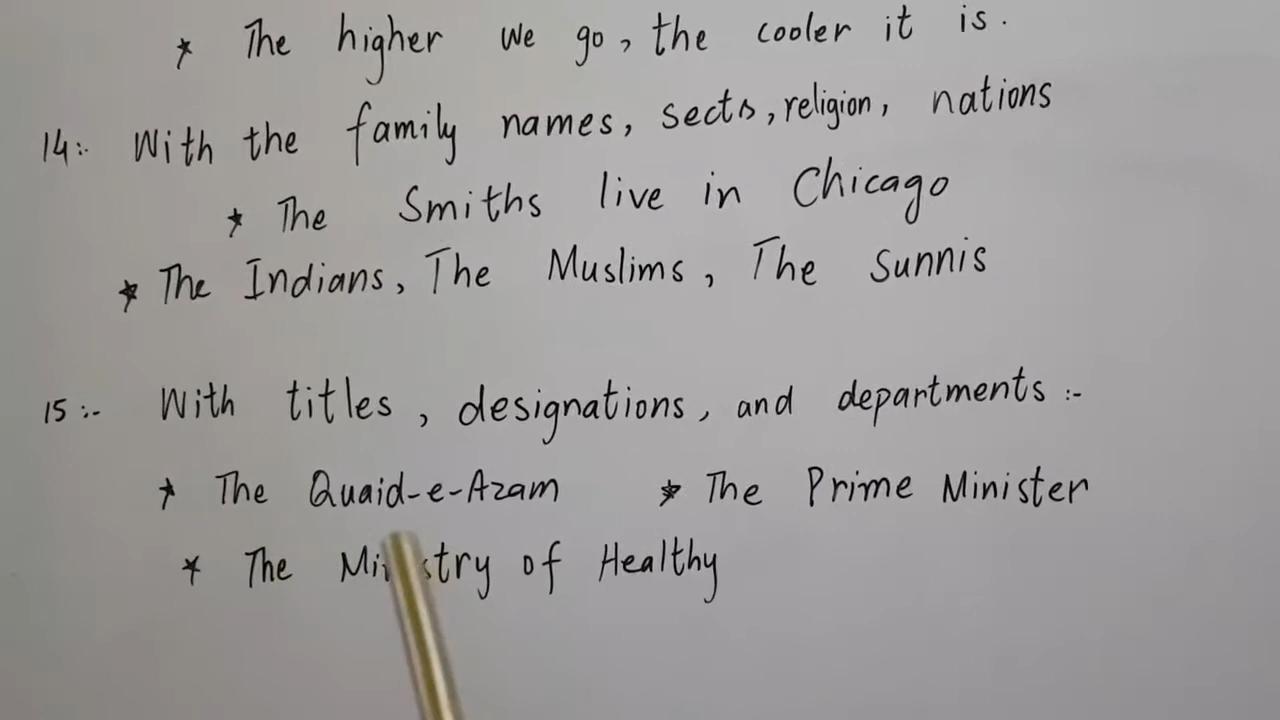 * The higher we go, the cooler it is.
14:- With the family names, sects, religion, nations
* The Smiths live in Chicago
* The Indians, The Muslims, The Sunnis
15:- With titles, designations, and departments :-
* The Quaid-e-Azam * The Prime Minister
* The Ministry of Healthy